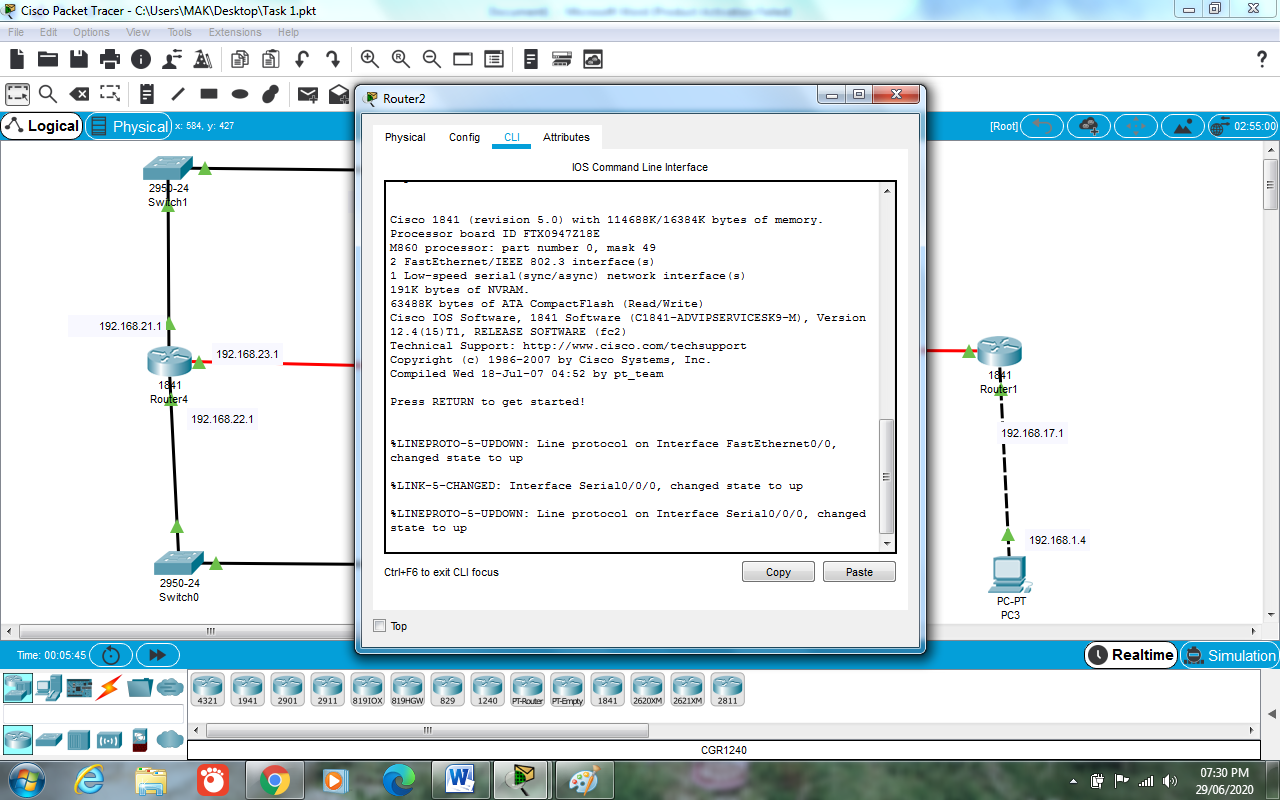 Cisco Packet Tracer - C:\Users\MAK\Desktop\Task 1.pkt
File Edit Options View Tools Extensions Help
Logical Physical x: 584, y: 427
[Root] 02:55:00
Router2
Physical Config CLI Attributes
IOS Command Line Interface
Cisco 1841 (revision 5.0) with 114688K/16384K bytes of memory.
Processor board ID FTX0947Z18E
M860 processor: part number 0, mask 49
2 FastEthernet/IEEE 802.3 interface(s)
1 Low-speed serial(sync/async) network interface(s)
191K bytes of NVRAM.
63488K bytes of ATA CompactFlash (Read/Write)
Cisco IOS Software, 1841 Software (C1841-ADVIPSERVICESK9-M), Version
12.4(15)T1, RELEASE SOFTWARE (fc2)
Technical Support: http://www.cisco.com/techsupport
Copyright (c) 1986-2007 by Cisco Systems, Inc.
Compiled Wed 18-Jul-07 04:52 by pt_team
Press RETURN to get started!
%LINEPROTO-5-UPDOWN: Line protocol on Interface FastEthernet0/0,
changed state to up
%LINK-5-CHANGED: Interface Serial0/0/0, changed state to up
%LINEPROTO-5-UPDOWN: Line protocol on Interface Serial0/0/0, changed
state to up
Ctrl+F6 to exit CLI focus
Copy Paste
Top
2950-24
Switch1
192.168.21.1
192.168.23.1
1841
Router4
192.168.22.1
2950-24
Switch0
1841
Router1
192.168.17.1
192.168.1.4
PC-PT
PC3
Time: 00:05:45
Realtime Simulation
4321 1941 2901 2911 819IOX 819HGW 829 1240 PT-Router PT-Empty 1841 2620XM 2621XM 2811
CGR1240
07:30 PM
29/06/2020